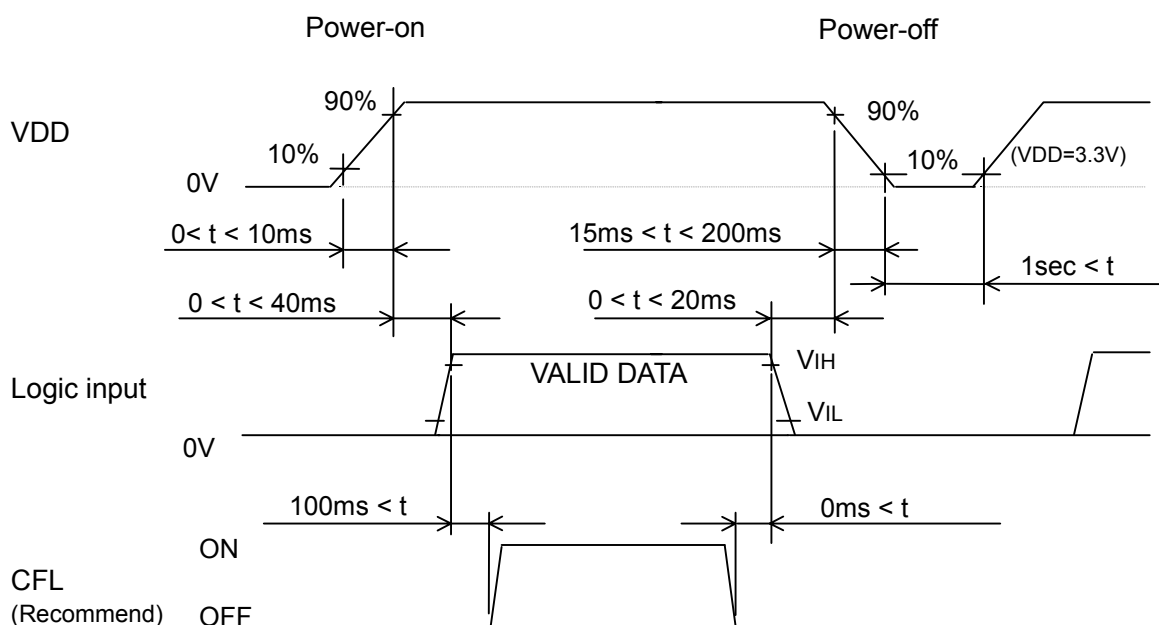 Power-on
Power-off
90%
90%
VDD
10%
10%
(VDD=3.3V)
0V
0< t < 10ms
15ms < t < 200ms
1sec < t
0 < t < 40ms
0 < t < 20ms
VALID DATA
VIH
Logic input
VIL
0V
100ms < t
0ms < t
ON
CFL
(Recommend)
OFF